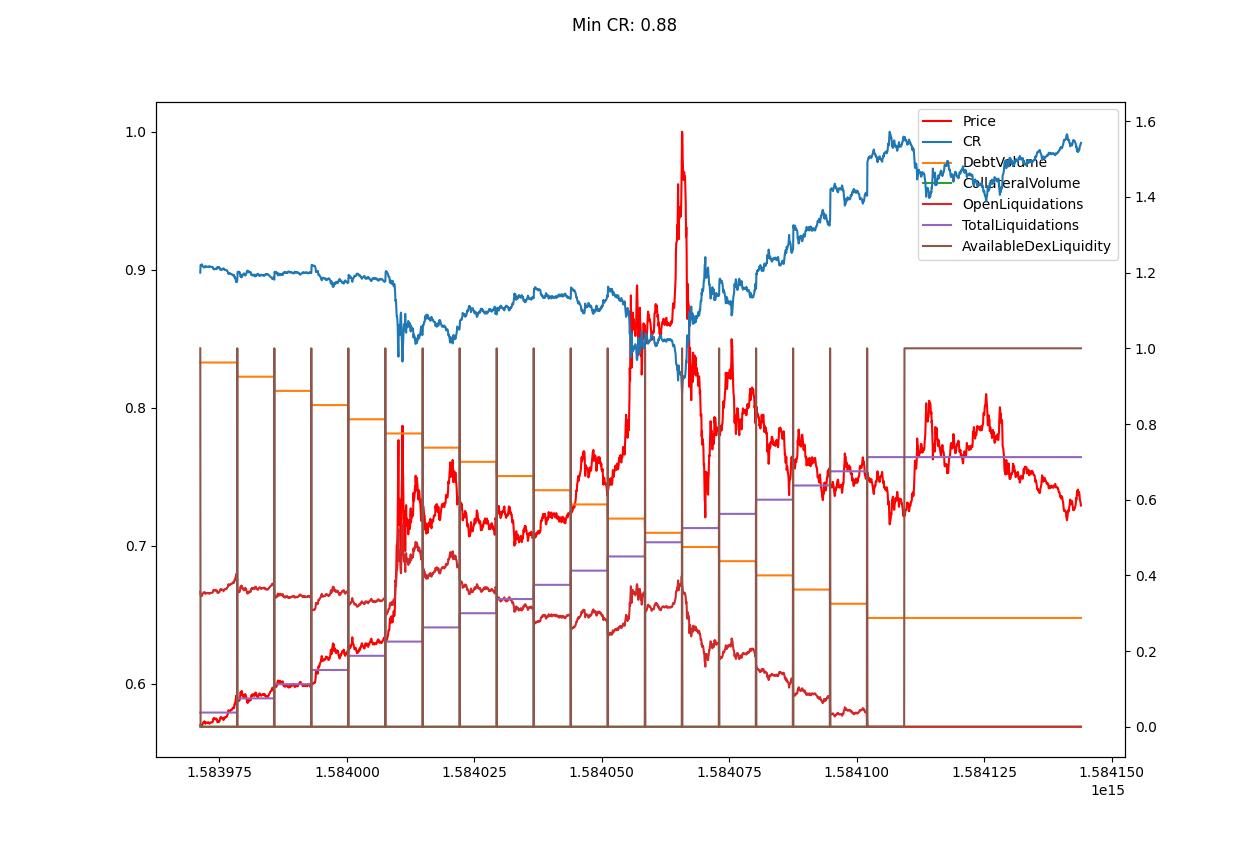 Min CR: 0.88
1.0
0.9
0.8
0.7
0.6
1.6
1.4
1.2
1.0
0.8
0.6
0.4
0.2
0.0
Price
CR
DebtVolume
CollateralVolume
OpenLiquidations
TotalLiquidations
AvailableDexLiquidity
1.583975 1.584000 1.584025 1.584050 1.584075 1.584100 1.584125 1.584150
1e15